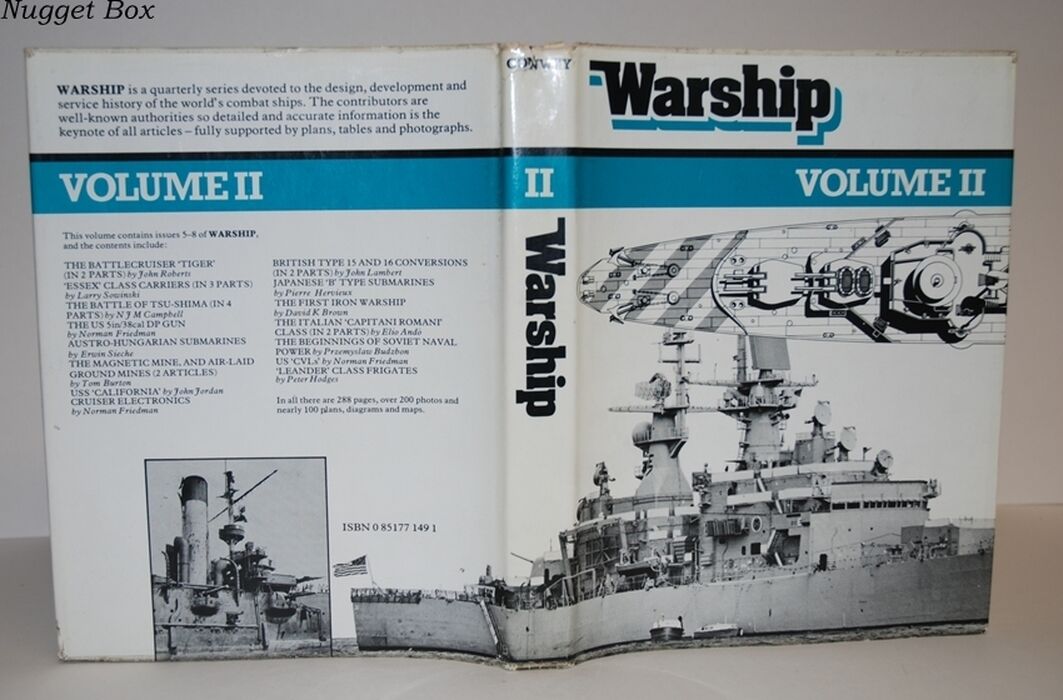 Nugget Box
WARSHIP is a quarterly series devoted to the design, development and
service history of the world's combat ships. The contributors are
well-known authorities so detailed and accurate information is the
keynote of all articles – fully supported by plans, tables and photographs.
VOLUME II
This volume contains issues 5–8 of WARSHIP,
and the contents include:
THE BATTLECRUISER 'TIGER'
(IN 2 PARTS) by John Roberts
'ESSEX' CLASS CARRIERS (IN 3 PARTS)
by Larry Sowinski
THE BATTLE OF TSU-SHIMA (IN 4
PARTS) by N J M Campbell
THE US 5in/38cal DP GUN
by Norman Friedman
AUSTRO-HUNGARIAN SUBMARINES
by Erwin Sieche
THE MAGNETIC MINE, AND AIR-LAID
GROUND MINES (2 ARTICLES)
by Tom Burton
USS 'CALIFORNIA' by John Jordan
CRUISER ELECTRONICS
by Norman Friedman
BRITISH TYPE 15 AND 16 CONVERSIONS
(IN 2 PARTS) by John Lambert
JAPANESE 'B' TYPE SUBMARINES
by Pierre Hervieux
THE FIRST IRON WARSHIP
by David K Brown
THE ITALIAN 'CAPITANI ROMANI'
CLASS (IN 2 PARTS) by Elio Andò
THE BEGINNINGS OF SOVIET NAVAL
POWER by Przemysław Budzbon
US 'CVLs' by Norman Friedman
'LEANDER' CLASS FRIGATES
by Peter Hodges
In all there are 288 pages, over 200 photos and
nearly 100 plans, diagrams and maps.
ISBN 0 85177 149 1
CONWAY
II
Warship
Warship
VOLUME II